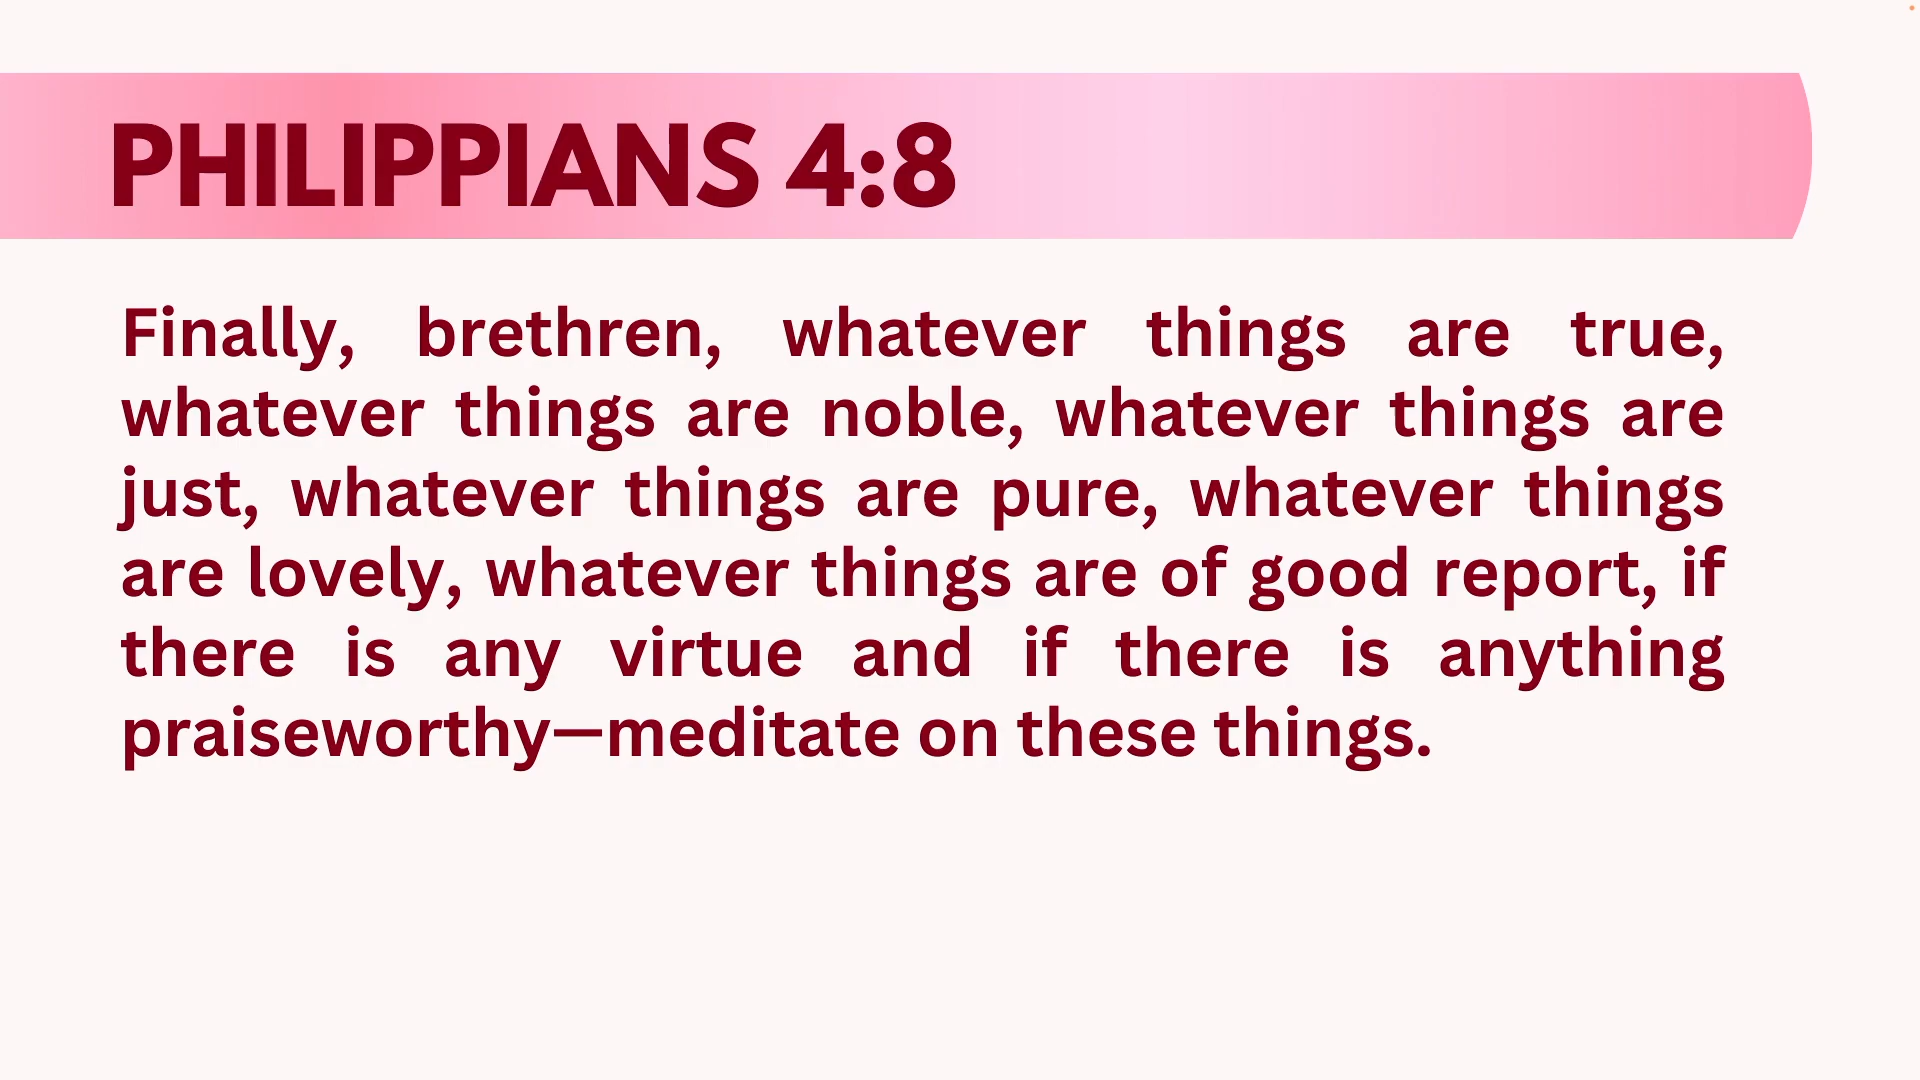 PHILIPPIANS 4:8
Finally, brethren, whatever things are true,
whatever things are noble, whatever things are
just, whatever things are pure, whatever things
are lovely, whatever things are of good report, if
there is any virtue and if there is anything
praiseworthy—meditate on these things.